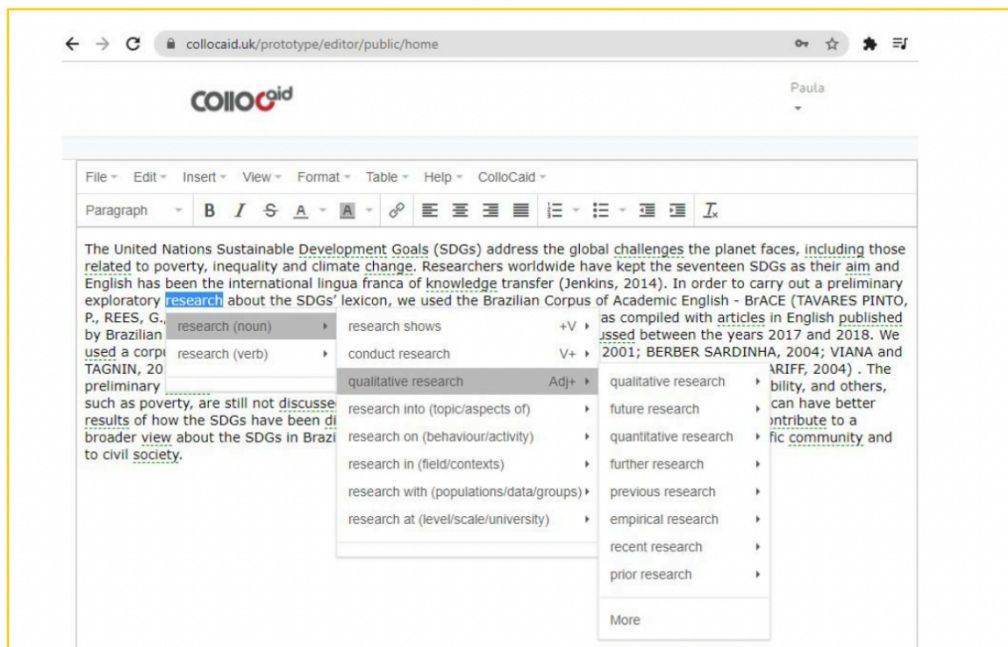 collocaid.uk/prototype/editor/public/home
collocaid
Paula
File Edit Insert View Format Table Help ColloCaid
Paragraph B I S A A
The United Nations Sustainable Development Goals (SDGs) address the global challenges the planet faces, including those
related to poverty, inequality and climate change. Researchers worldwide have kept the seventeen SDGs as their aim and
English has been the international lingua franca of knowledge transfer (Jenkins, 2014). In order to carry out a preliminary
exploratory research about the SDGs' lexicon, we used the Brazilian Corpus of Academic English - BrACE (TAVARES PINTO,
P., REES, G., as compiled with articles in English published
by Brazilian ussed between the years 2017 and 2018. We
used a corpu 2001; BERBER SARDINHA, 2004; VIANA and
TAGNIN, 20 ARIFF, 2004) . The
preliminary bility, and others,
such as poverty, are still not discusse can have better
results of how the SDGs have been di ntribute to a
broader view about the SDGs in Brazi fic community and
to civil society.
research (noun)
research (verb)
research shows +V
conduct research V+
qualitative research Adj+
research into (topic/aspects of)
research on (behaviour/activity)
research in (field/contexts)
research with (populations/data/groups)
research at (level/scale/university)
qualitative research
future research
quantitative research
further research
previous research
empirical research
recent research
prior research
More